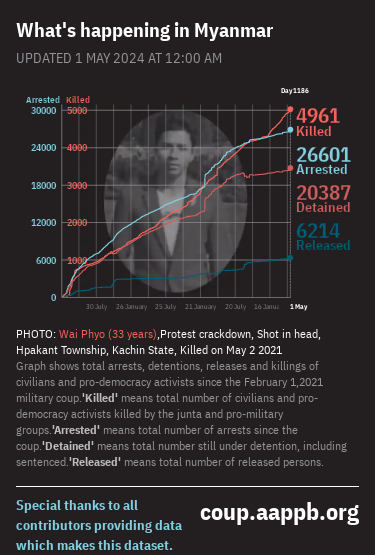 What's happening in Myanmar
UPDATED 1 MAY 2024 AT 12:00 AM
Day1186
Arrested Killed
30000 5000
24000 4000
18000 3000
12000 2000
6000 1000
0
4961
Killed
26601
Arrested
20387
Detained
6214
Released
30 July 26 January 25 July 21 January 20 July 16 Janua 1 May
PHOTO: Wai Phyo (33 years),Protest crackdown, Shot in head,
Hpakant Township, Kachin State, Killed on May 2 2021
Graph shows total arrests, detentions, releases and killings of
civilians and pro-democracy activists since the February 1,2021
military coup.'Killed' means total number of civilians and pro-
democracy activists killed by the junta and pro-military
groups.'Arrested' means total number of arrests since the
coup.'Detained' means total number still under detention, including
sentenced.'Released' means total number of released persons.
Special thanks to all
contributors providing data
which makes this dataset.
coup.aappb.org